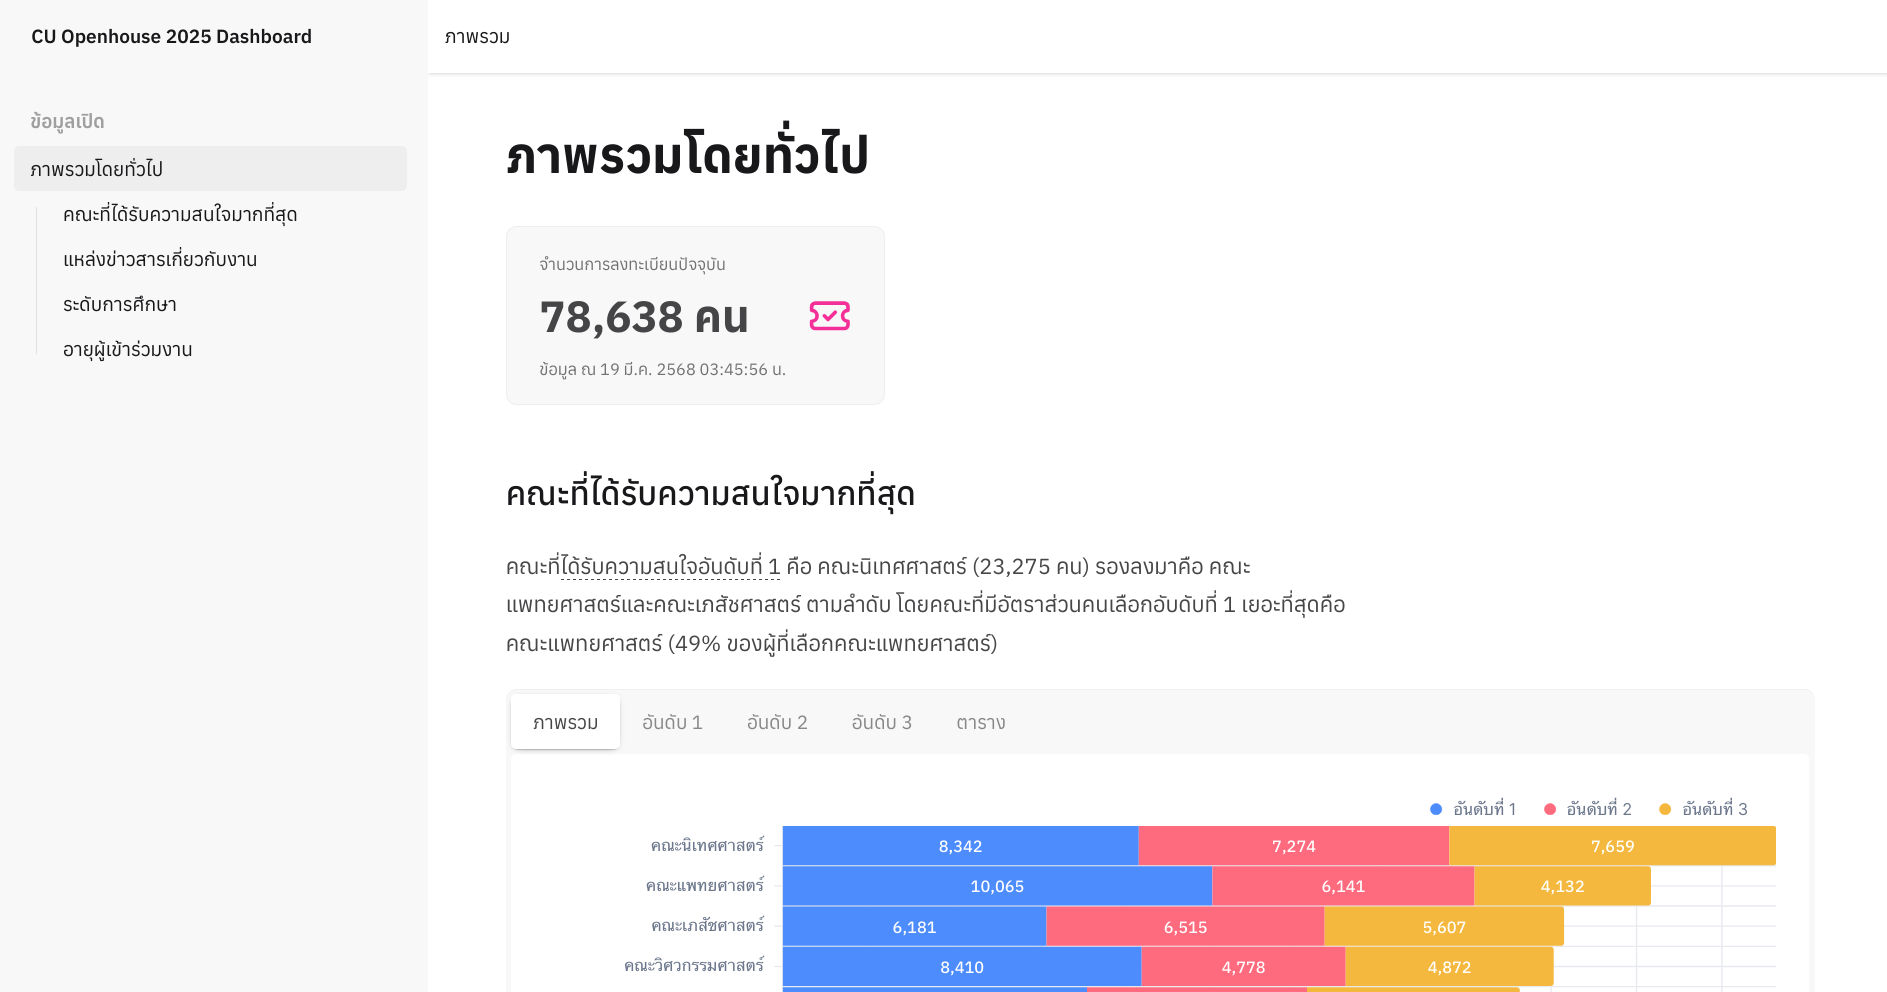 CU Openhouse 2025 Dashboard
ภาพรวม
ข้อมูลเปิด
ภาพรวมโดยทั่วไป
คณะที่ได้รับความสนใจมากที่สุด
แหล่งข่าวสารเกี่ยวกับงาน
ระดับการศึกษา
อายุผู้เข้าร่วมงาน
ภาพรวมโดยทั่วไป
จำนวนการลงทะเบียนปัจจุบัน
78,638 คน
ข้อมูล ณ 19 มี.ค. 2568 03:45:56 น.
คณะที่ได้รับความสนใจมากที่สุด
คณะที่ได้รับความสนใจอันดับที่ 1 คือ คณะนิเทศศาสตร์ (23,275 คน) รองลงมาคือ คณะ
แพทยศาสตร์และคณะเภสัชศาสตร์ ตามลำดับ โดยคณะที่มีอัตราส่วนคนเลือกอับดับที่ 1 เยอะที่สุดคือ
คณะแพทยศาสตร์ (49% ของผู้ที่เลือกคณะแพทยศาสตร์)
ภาพรวม อันดับ 1 อันดับ 2 อันดับ 3 ตาราง
อันดับที่ 1 อันดับที่ 2 อันดับที่ 3
คณะนิเทศศาสตร์ 8,342 7,274 7,659
คณะแพทยศาสตร์ 10,065 6,141 4,132
คณะเภสัชศาสตร์ 6,181 6,515 5,607
คณะวิศวกรรมศาสตร์ 8,410 4,778 4,872